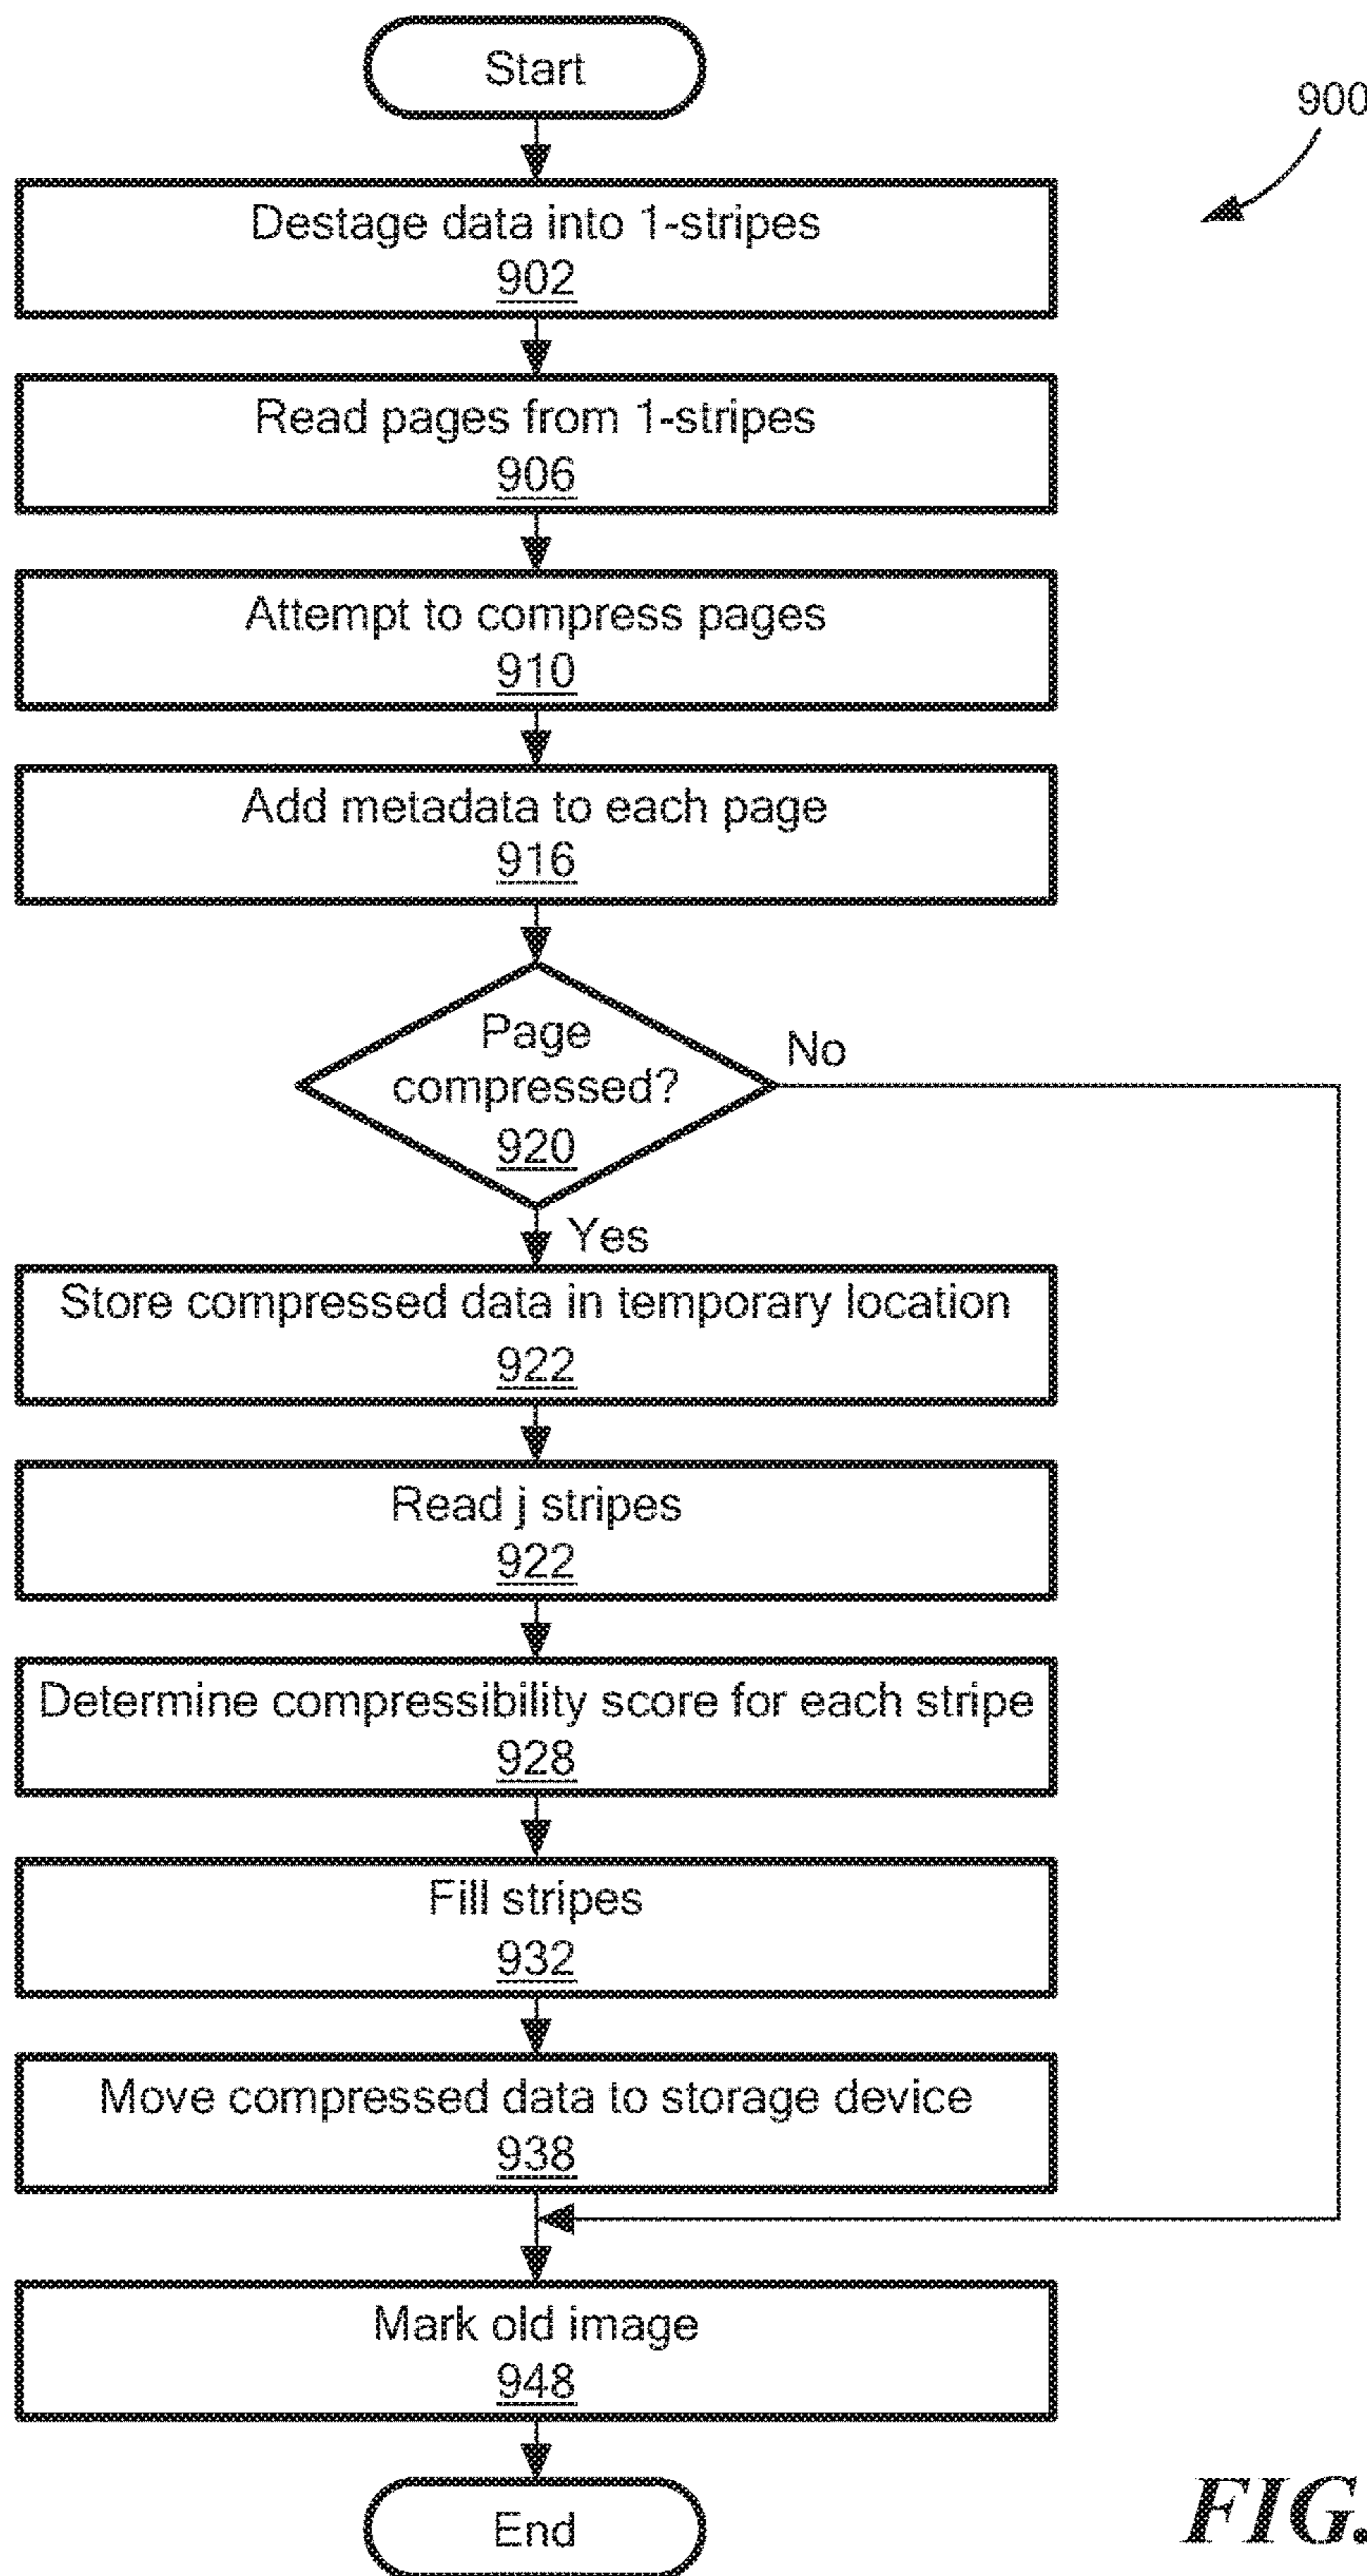 Start
900
Destage data into 1-stripes
902
Read pages from 1-stripes
906
Attempt to compress pages
910
Add metadata to each page
916
Page
compressed?
920
No
Yes
Store compressed data in temporary location
922
Read j stripes
922
Determine compressibility score for each stripe
928
Fill stripes
932
Move compressed data to storage device
938
Mark old image
948
End
FIG.